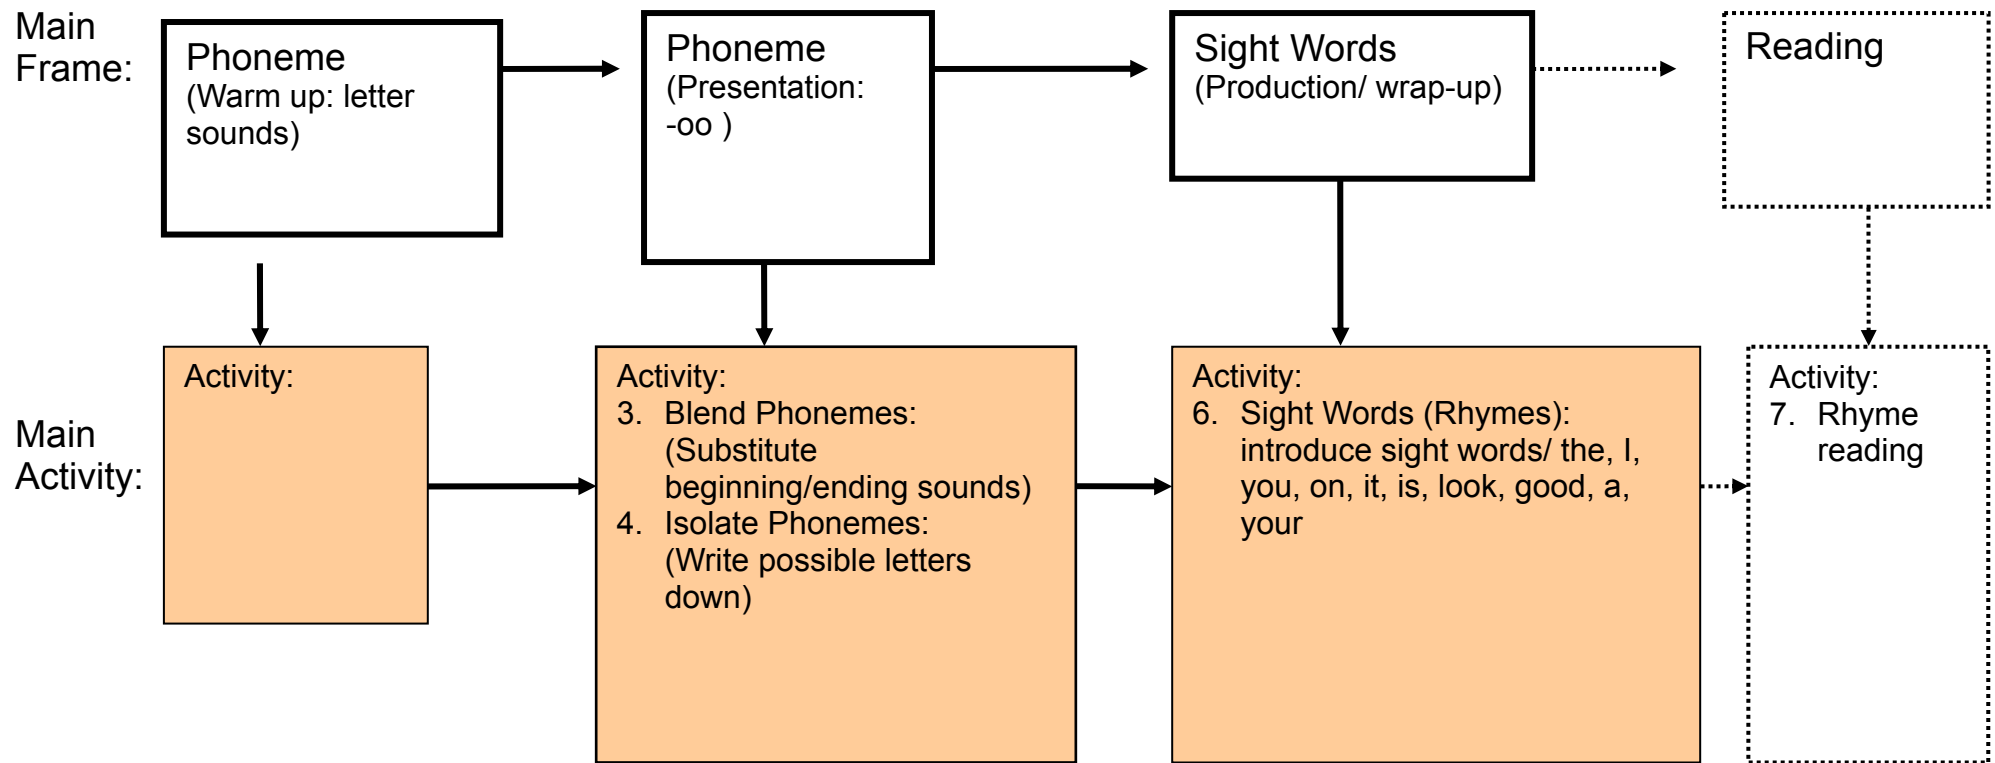 Main
Frame:
Phoneme
(Warm up: letter
sounds)
Phoneme
(Presentation:
-oo )
Sight Words
(Production/ wrap-up)
Reading
Main
Activity:
Activity:
Activity:
3. Blend Phonemes:
(Substitute
beginning/ending sounds)
4. Isolate Phonemes:
(Write possible letters
down)
Activity:
6. Sight Words (Rhymes):
introduce sight words/ the, I,
you, on, it, is, look, good, a,
your
Activity:
7. Rhyme
reading